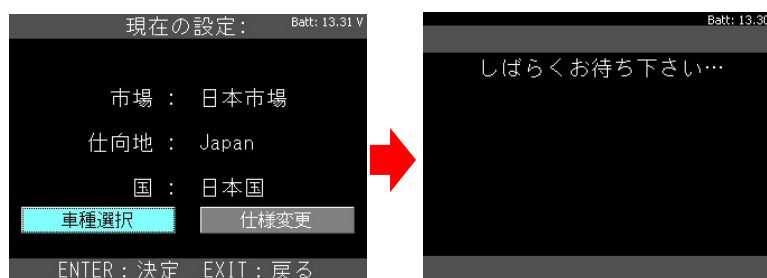 現在の設定: Batt: 13.31 V
市場 : 日本市場
仕向地 : Japan
国 : 日本国
車種選択 仕様変更
ENTER:決定 EXIT:戻る
Batt: 13.30
しばらくお待ち下さい…